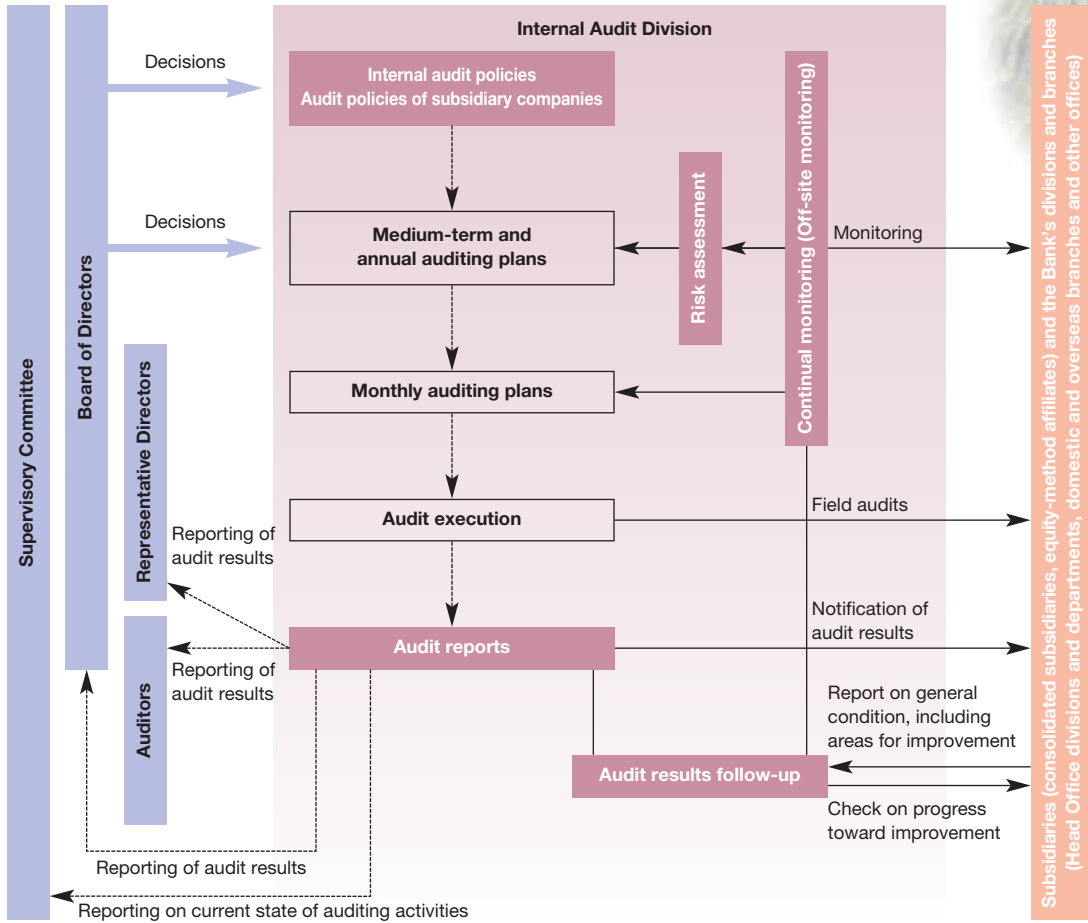 Internal Audit Division
Decisions
Internal audit policies
Audit policies of subsidiary companies
Decisions
Medium-term and
annual auditing plans
Risk assessment
Continual monitoring (Off-site monitoring)
Monitoring
Monthly auditing plans
Supervisory Committee
Board of Directors
Representative Directors
Auditors
Audit execution
Field audits
Reporting of
audit results
Audit reports
Notification of
audit results
Reporting of
audit results
Report on general
condition, including
areas for improvement
Audit results follow-up
Check on progress
toward improvement
Reporting of audit results
Reporting on current state of auditing activities
Subsidiaries (consolidated subsidiaries, equity-method affiliates) and the Bank's divisions and branches
(Head Office divisions and departments, domestic and overseas branches and other offices)